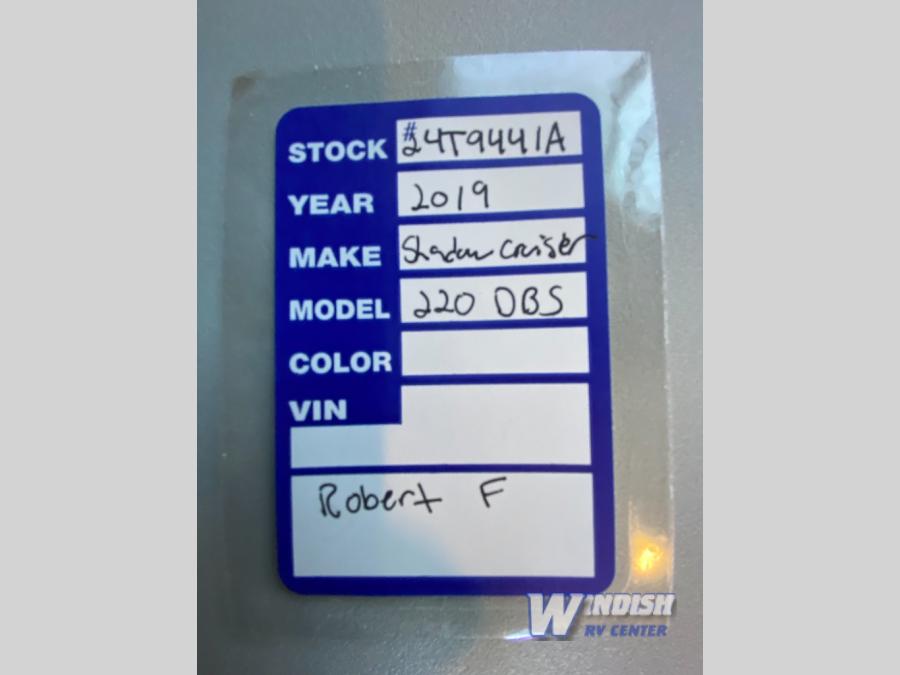 STOCK #24T9441A
YEAR 2019
MAKE Shadow Cruiser
MODEL 220 DBS
COLOR
VIN
Robert F
WINDISH
RV CENTER